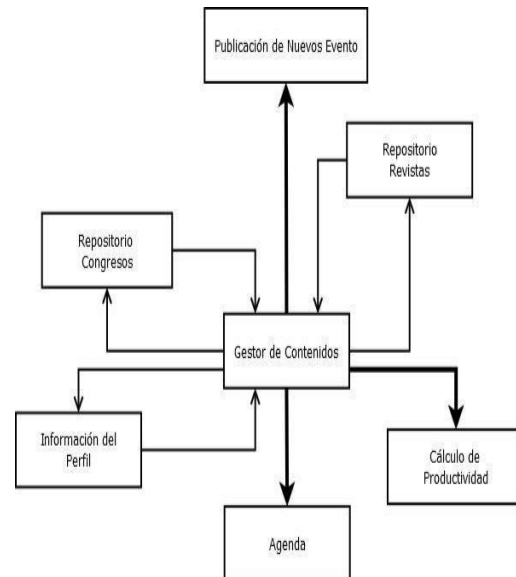 Publicación de Nuevos Evento
Repositorio
Revistas
Repositorio
Congresos
Gestor de Contenidos
Información del
Perfil
Cálculo de
Productividad
Agenda